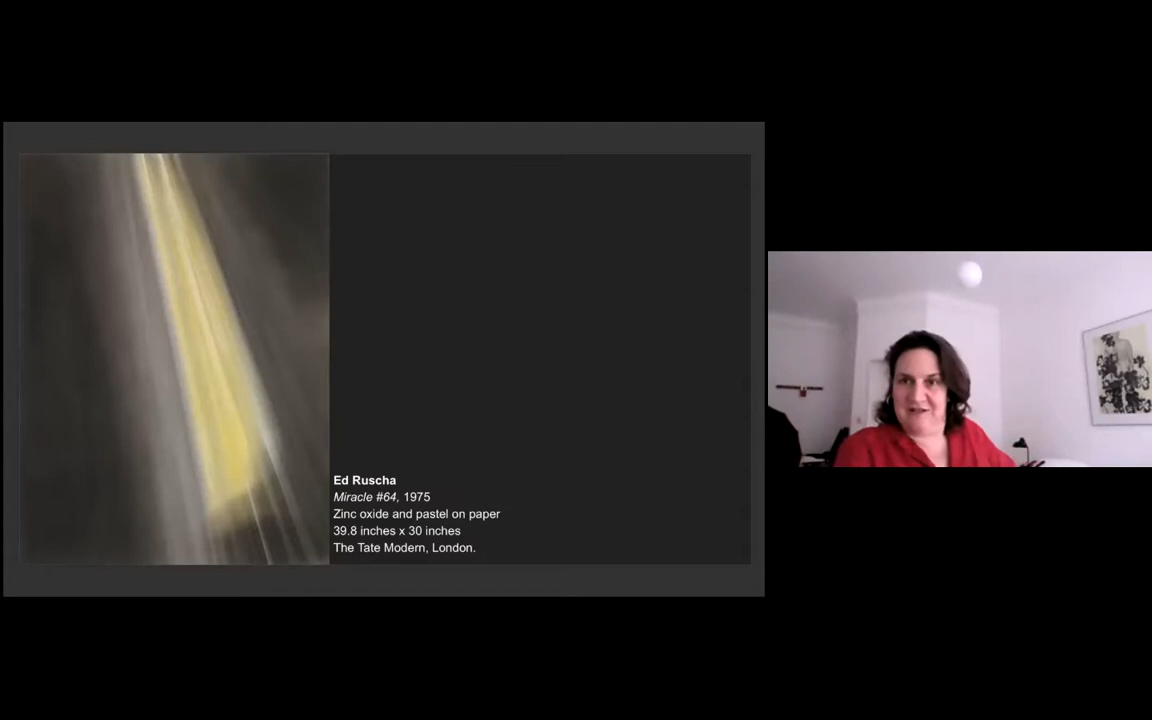 Ed Ruscha
Miracle #64, 1975
Zinc oxide and pastel on paper
39.8 inches x 30 inches
The Tate Modern, London.